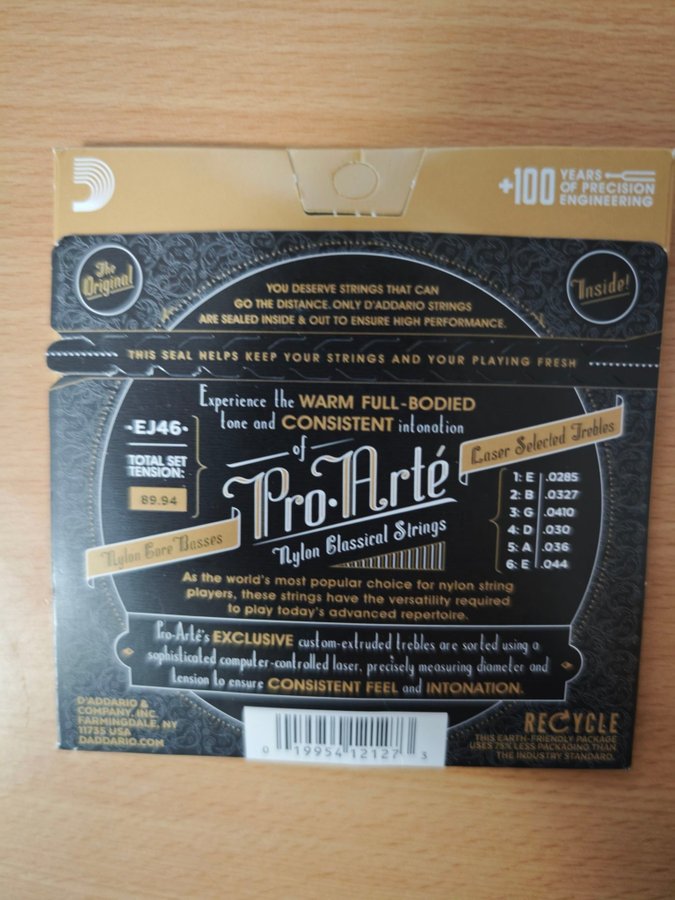 +100 YEARS
OF PRECISION
ENGINEERING
The
Original
Inside!
YOU DESERVE STRINGS THAT CAN
GO THE DISTANCE. ONLY D'ADDARIO STRINGS
ARE SEALED INSIDE & OUT TO ENSURE HIGH PERFORMANCE.
THIS SEAL HELPS KEEP YOUR STRINGS AND YOUR PLAYING FRESH
Experience the WARM FULL-BODIED
tone and CONSISTENT intonation
of
Pro·Arté
Nylon Classical Strings
·EJ46·
TOTAL SET
TENSION:
89.94
Nylon Core Basses
Laser Selected Trebles
1: E .0285
2: B .0327
3: G .0410
4: D .030
5: A .036
6: E .044
As the world's most popular choice for nylon string
players, these strings have the versatility required
to play today's advanced repertoire.
Pro-Arté's EXCLUSIVE custom-extruded trebles are sorted using a
sophisticated computer-controlled laser, precisely measuring diameter and
tension to ensure CONSISTENT FEEL and INTONATION.
D'ADDARIO &
COMPANY, INC.
FARMINGDALE, NY
11735 USA
DADDARIO.COM
0 19954 12127 3
RECYCLE
THIS EARTH-FRIENDLY PACKAGE
USES 75% LESS PACKAGING THAN
THE INDUSTRY STANDARD.